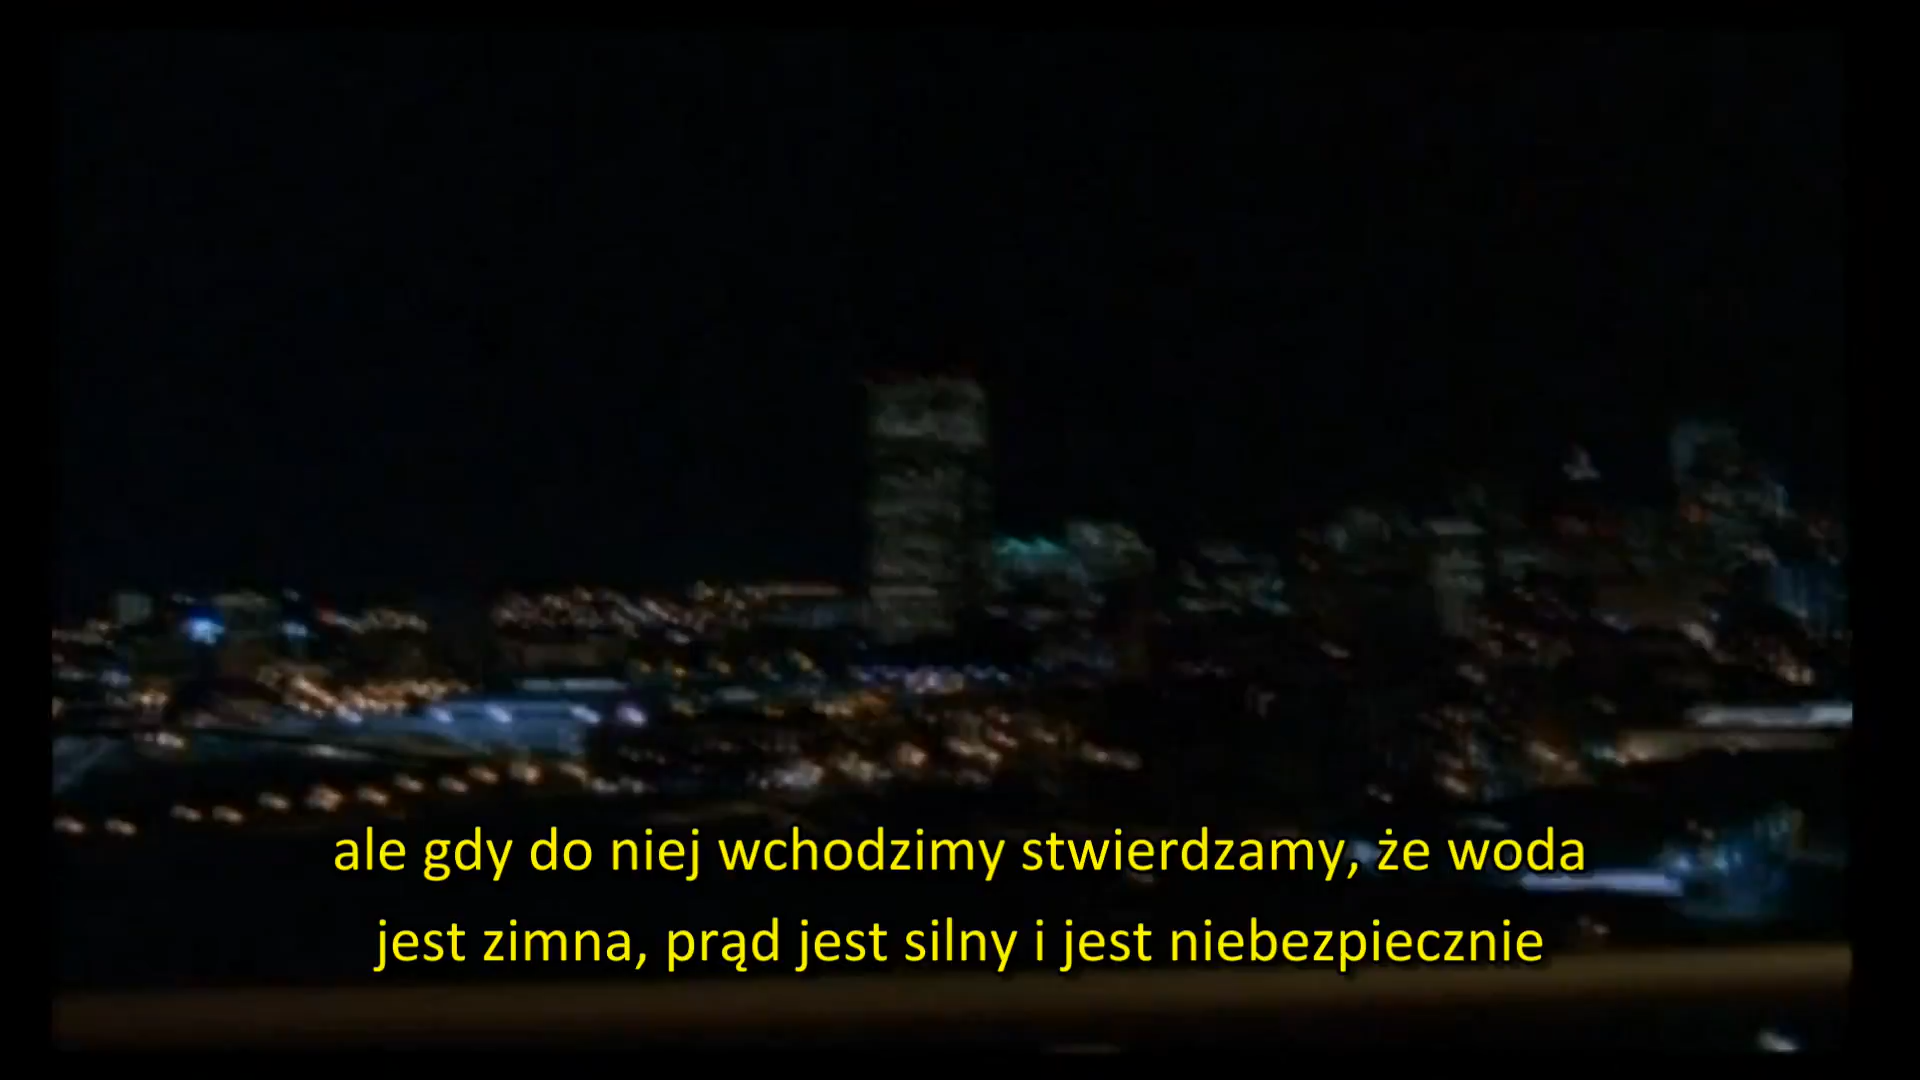 ale gdy do niej wchodzimy stwierdzamy, że woda
jest zimna, prąd jest silny i jest niebezpiecznie